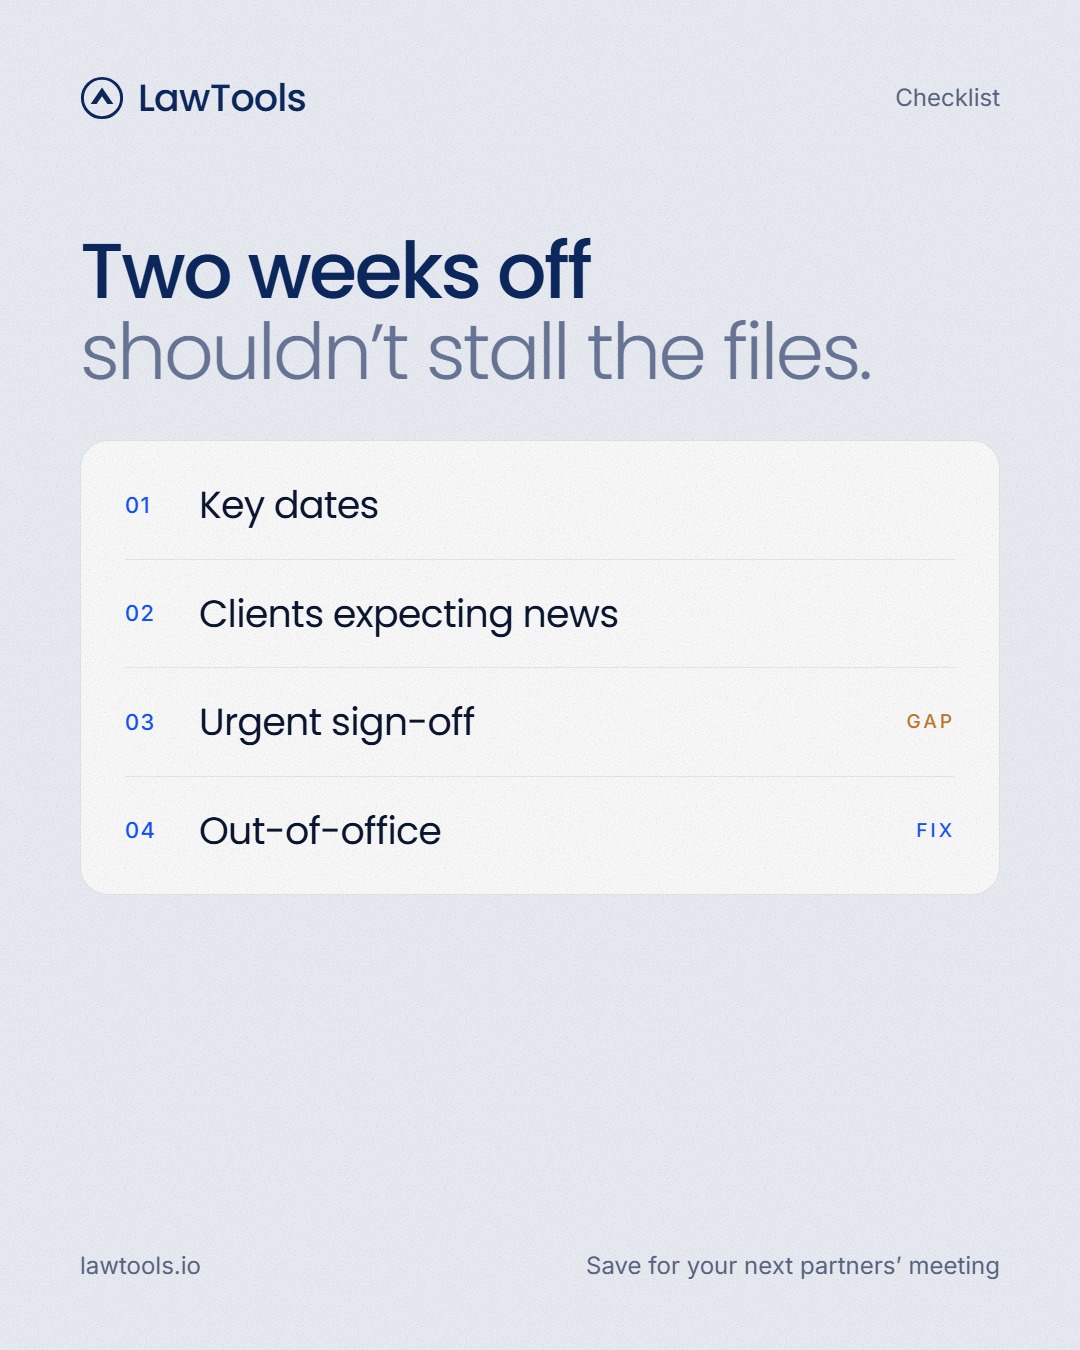 LawTools
Checklist
Two weeks off
shouldn’t stall the files.
01 Key dates
02 Clients expecting news
03 Urgent sign-off GAP
04 Out-of-office FIX
lawtools.io
Save for your next partners’ meeting